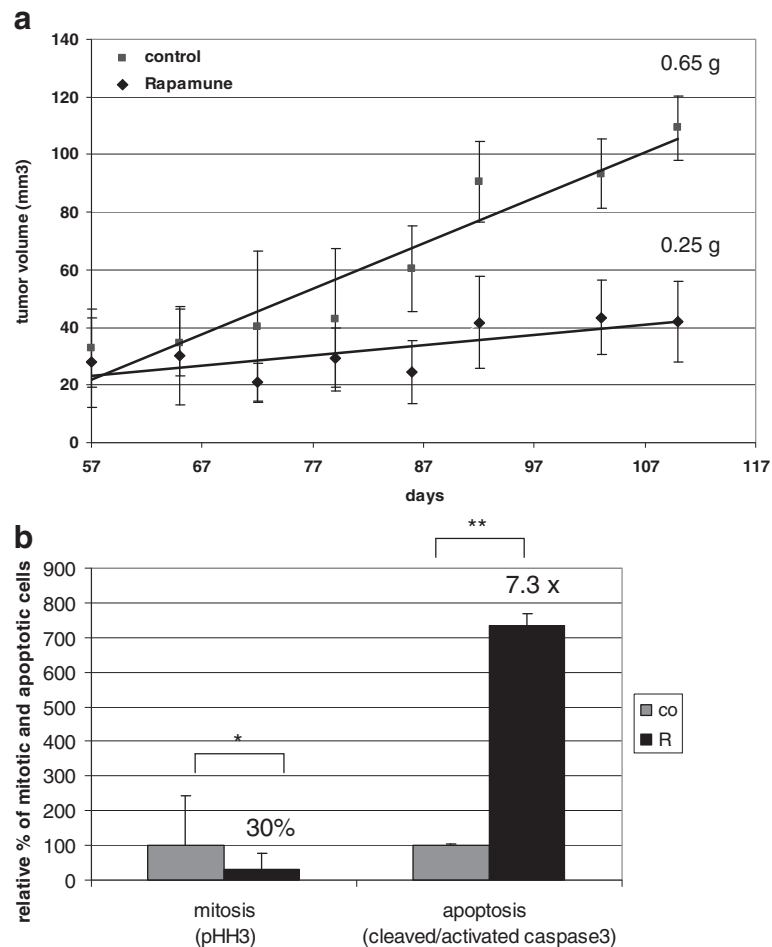 a
140
120
100
80
60
40
20
0
tumor volume (mm3)
control
Rapamune
0.65 g
0.25 g
57 67 77 87 97 107 117
days
b
relative % of mitotic and apoptotic cells
900
800
700
600
500
400
300
200
100
0
*
30%
**
7.3 x
co
R
mitosis
(pHH3)
apoptosis
(cleaved/activated caspase3)